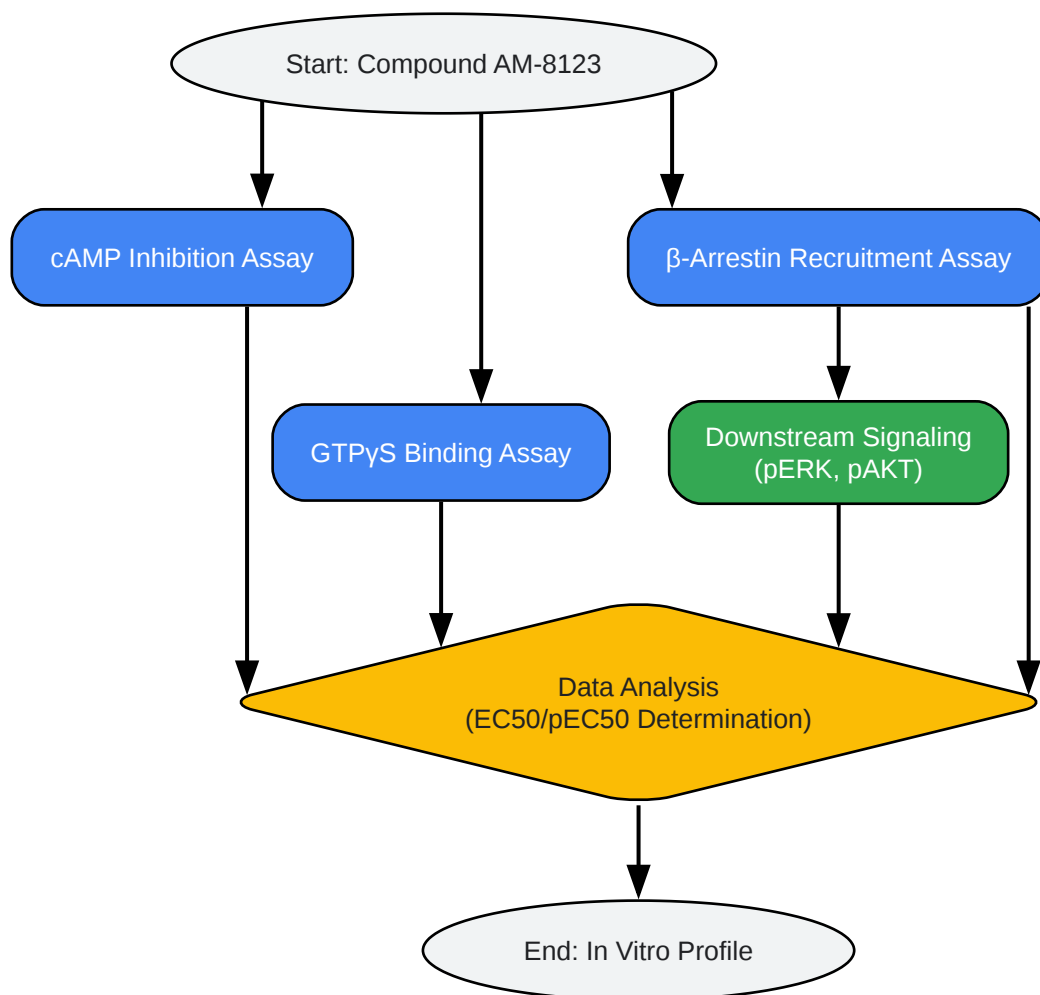 Start: Compound AM-8123
cAMP Inhibition Assay
β-Arrestin Recruitment Assay
GTPγS Binding Assay
Downstream Signaling
(pERK, pAKT)
Data Analysis
(EC50/pEC50 Determination)
End: In Vitro Profile